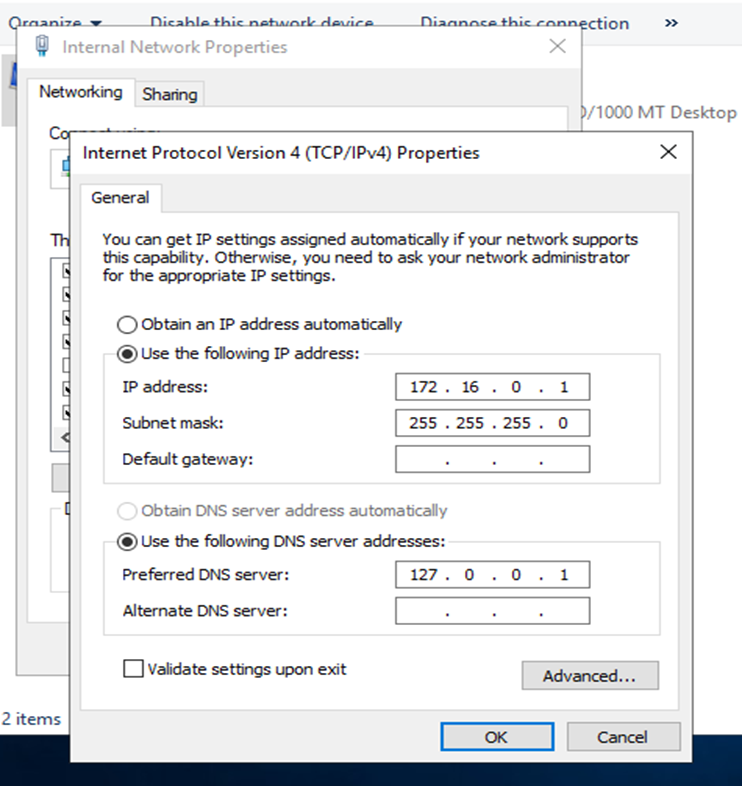 Organize Disable this network device Diagnose this connection »
Internal Network Properties
Networking Sharing
/1000 MT Desktop
Internet Protocol Version 4 (TCP/IPv4) Properties
General
You can get IP settings assigned automatically if your network supports
this capability. Otherwise, you need to ask your network administrator
for the appropriate IP settings.
Obtain an IP address automatically
Use the following IP address:
IP address: 172 . 16 . 0 . 1
Subnet mask: 255 . 255 . 255 . 0
Default gateway: . . .
Obtain DNS server address automatically
Use the following DNS server addresses:
Preferred DNS server: 127 . 0 . 0 . 1
Alternate DNS server: . . .
Validate settings upon exit
Advanced...
2 items
OK Cancel